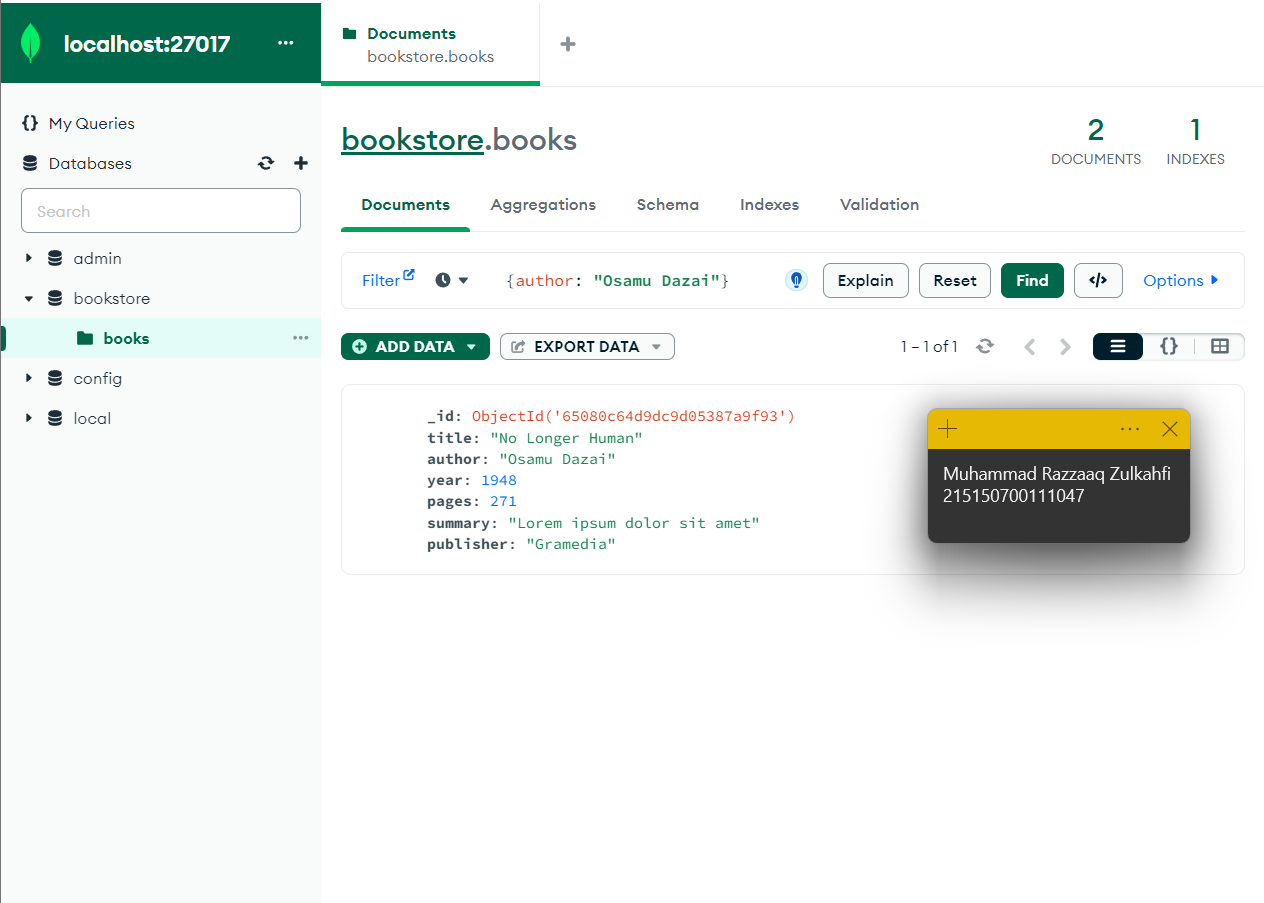 localhost:27017
Documents
bookstore.books
My Queries
Databases
Search
admin
bookstore
books
config
local
bookstore.books
2
DOCUMENTS
1
INDEXES
Documents Aggregations Schema Indexes Validation
Filter {author: "Osamu Dazai"} Explain Reset Find </> Options
ADD DATA EXPORT DATA 1 – 1 of 1 {}
_id: ObjectId('65080c64d9dc9d05387a9f93')
title: "No Longer Human"
author: "Osamu Dazai"
year: 1948
pages: 271
summary: "Lorem ipsum dolor sit amet"
publisher: "Gramedia"
Muhammad Razzaaq Zulkahfi
215150700111047